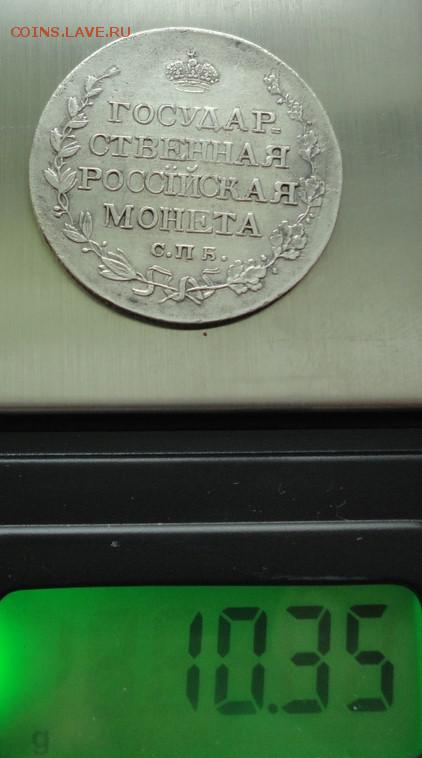 COINS.LAVE.RU
ГОСУДАР-
СТВЕННАЯ
РОССІЙСКАЯ
МОНЕТА
С.П Б.
10.35
g